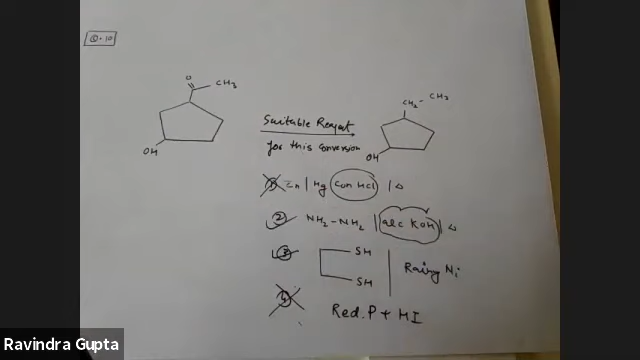 Q.10
O
CH₃
OH
Suitable Reagent
for this conversion
CH₂ - CH₃
OH
1 Zn | Hg Con HCl | Δ
2 NH₂ - NH₂ | alc KOH | Δ
3 SH
SH
Rainy Ni
4 Red. P + HI
Ravindra Gupta